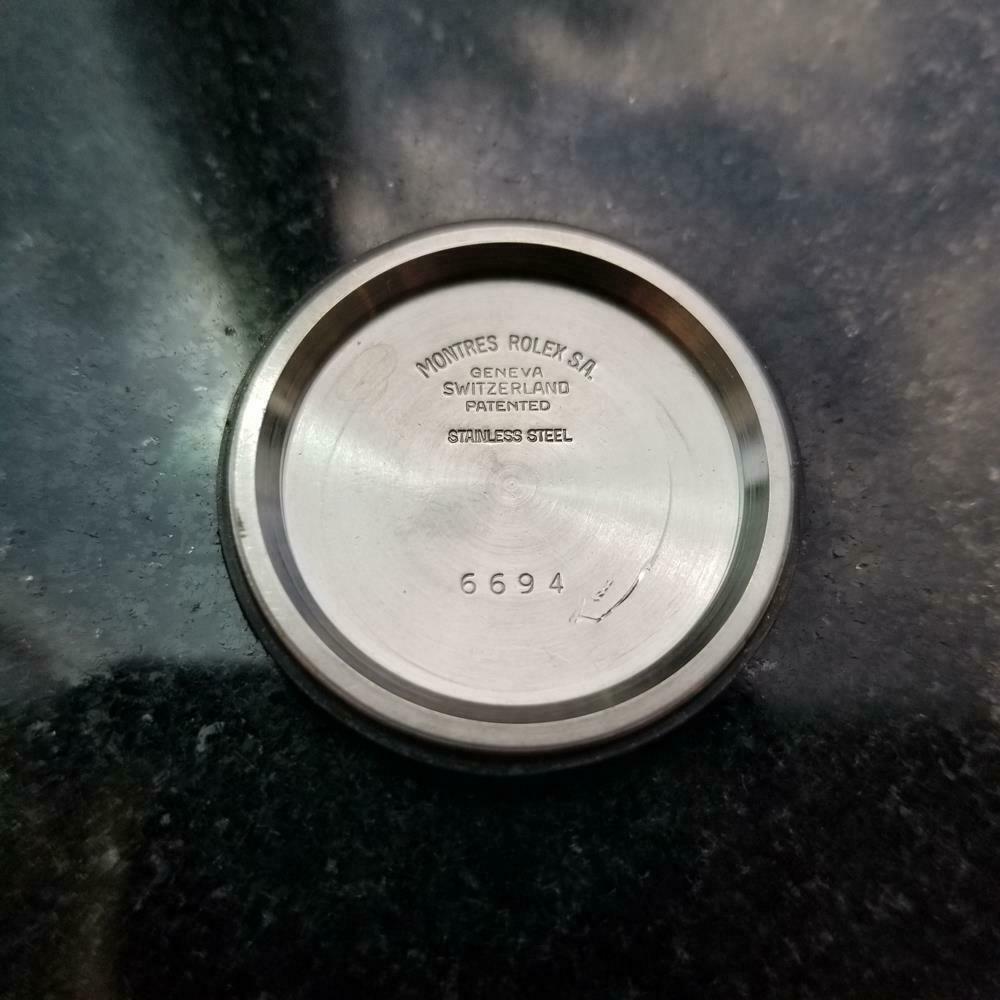 MONTRES ROLEX S.A.
GENEVA
SWITZERLAND
PATENTED
STAINLESS STEEL
6694